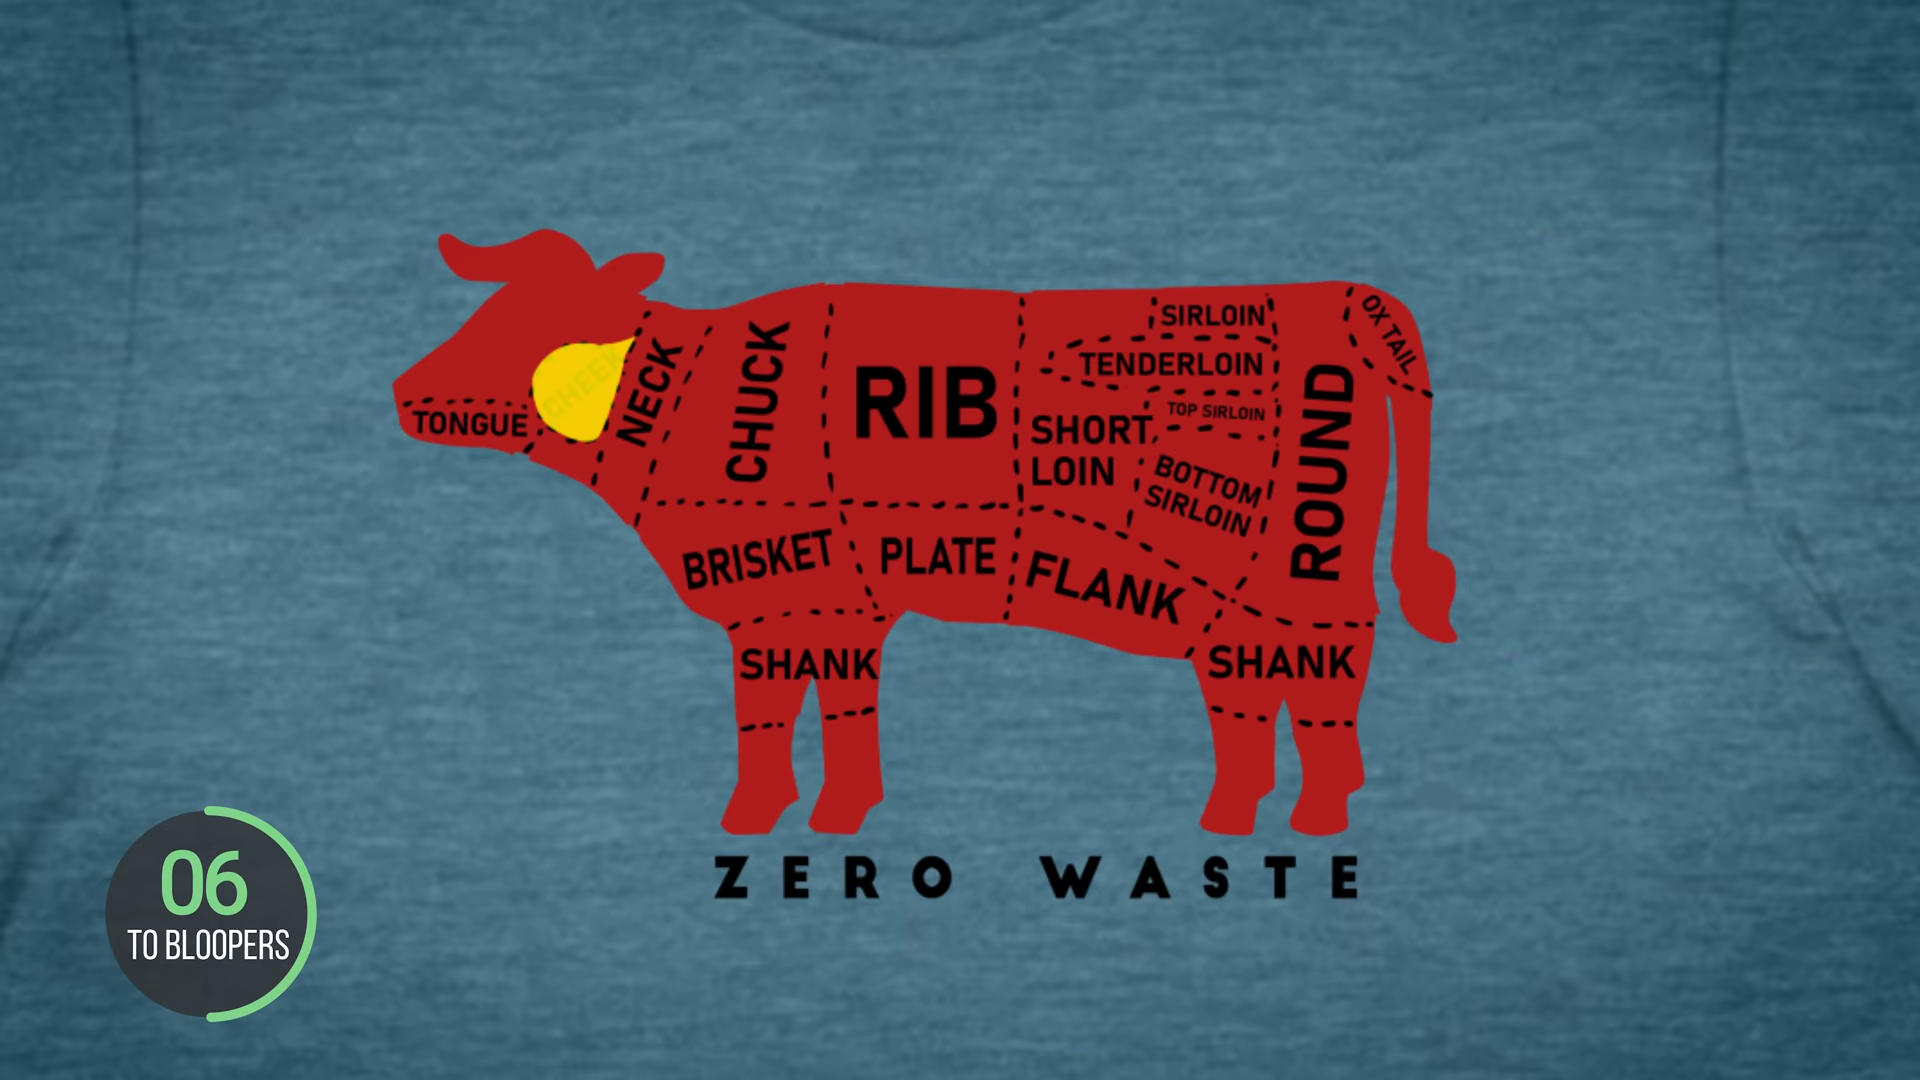 SIRLOIN
OX TAIL
TENDERLOIN
CHEEK
NECK
CHUCK
RIB
TONGUE
TOP SIRLOIN
SHORT
LOIN
BOTTOM
SIRLOIN
ROUND
BRISKET
PLATE
FLANK
SHANK
SHANK
ZERO WASTE
06
TO BLOOPERS